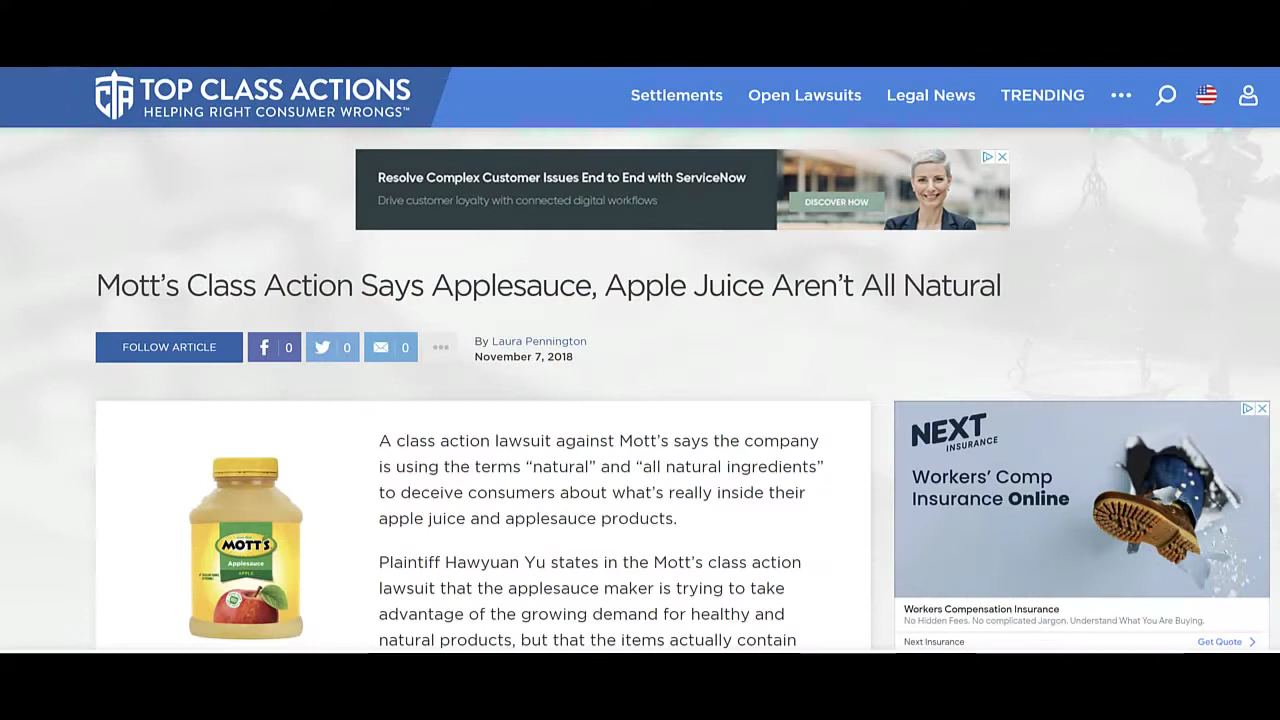 TOP CLASS ACTIONS
HELPING RIGHT CONSUMER WRONGS™
Settlements
Open Lawsuits
Legal News
TRENDING
Resolve Complex Customer Issues End to End with ServiceNow
Drive customer loyalty with connected digital workflows
DISCOVER NOW
Mott's Class Action Says Applesauce, Apple Juice Aren't All Natural
FOLLOW ARTICLE
0
0
0
By Laura Pennington
November 7, 2018
A class action lawsuit against Mott's says the company
is using the terms “natural” and “all natural ingredients”
to deceive consumers about what's really inside their
apple juice and applesauce products.
Plaintiff Hawyuan Yu states in the Mott's class action
lawsuit that the applesauce maker is trying to take
advantage of the growing demand for healthy and
natural products, but that the items actually contain
MOTT'S
Applesauce
APPLE
NEXT
INSURANCE
Workers' Comp
Insurance Online
Workers Compensation Insurance
No Hidden Fees. No complicated Jargon. Understand What You Are Buying.
Next Insurance
Get Quote